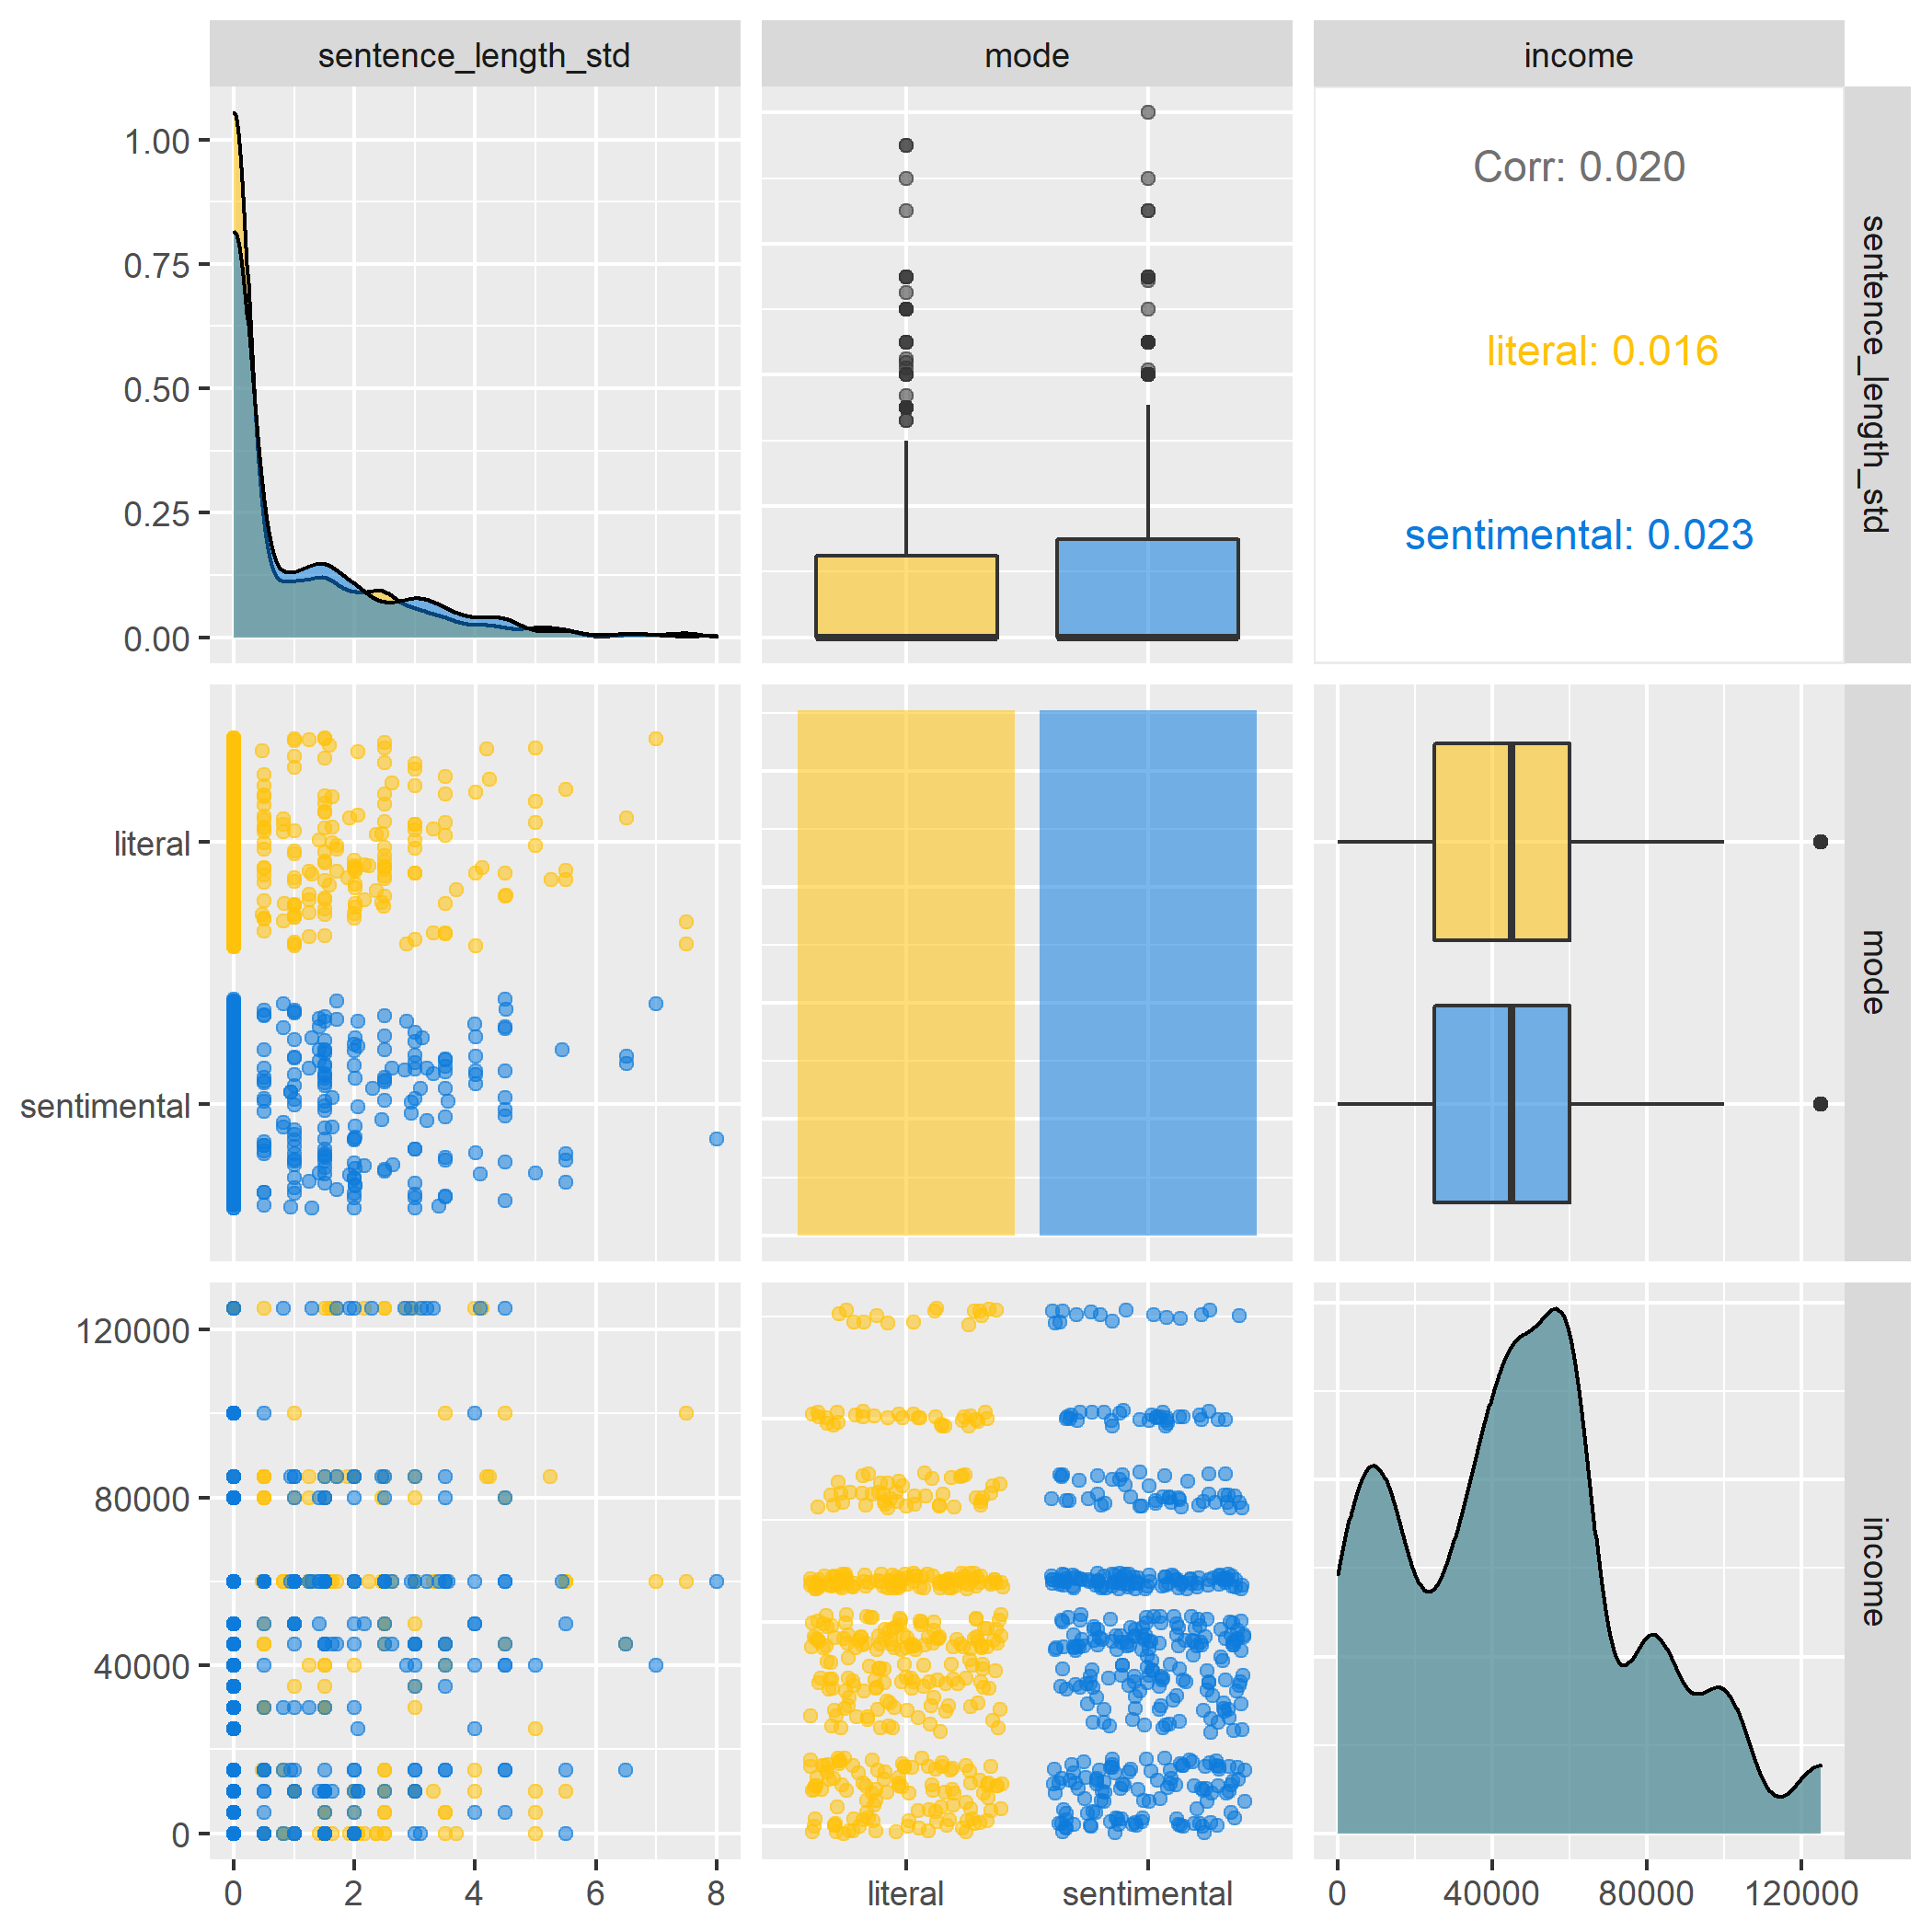 sentence_length_std
mode
income
1.00
0.75
0.50
0.25
0.00
Corr: 0.020
literal: 0.016
sentimental: 0.023
sentence_length_std
literal
sentimental
mode
120000
80000
40000
0
income
0 2 4 6 8
literal sentimental
0 40000 80000 120000